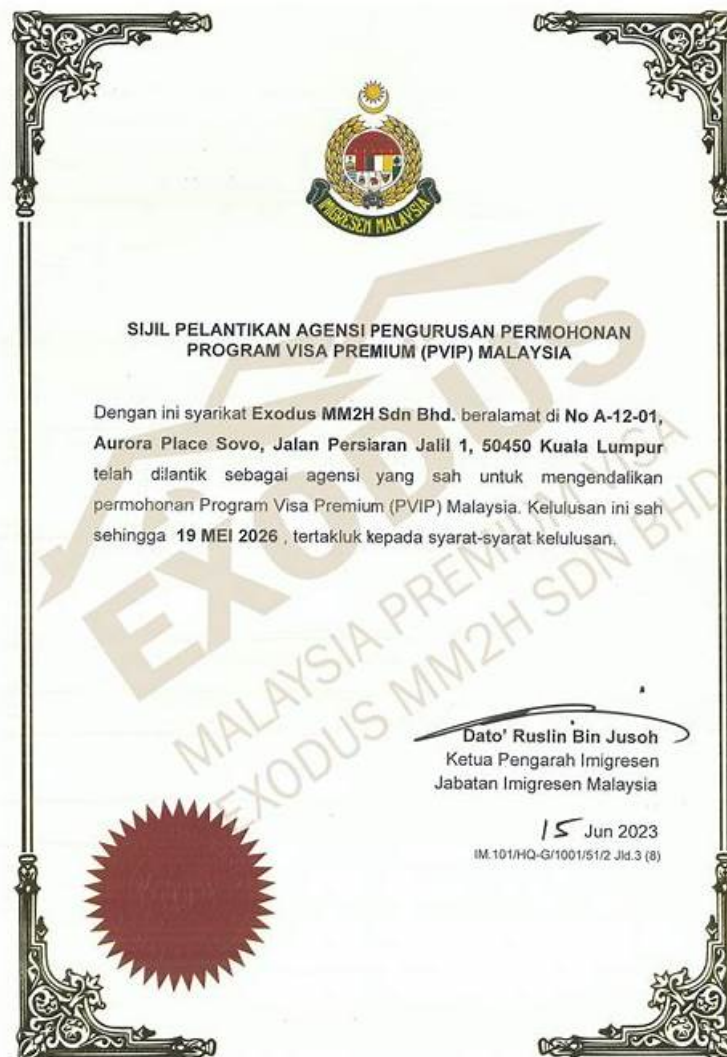 IMIGRESEN MALAYSIA
SIJIL PELANTIKAN AGENSI PENGURUSAN PERMOHONAN
PROGRAM VISA PREMIUM (PVIP) MALAYSIA
Dengan ini syarikat Exodus MM2H Sdn Bhd. beralamat di No A-12-01,
Aurora Place Sovo, Jalan Persiaran Jalil 1, 50450 Kuala Lumpur
telah dilantik sebagai agensi yang sah untuk mengendalikan
permohonan Program Visa Premium (PVIP) Malaysia. Kelulusan ini sah
sehingga 19 MEI 2026 , tertakluk kepada syarat-syarat kelulusan.
EXODUS
MALAYSIA PREMIUM VISA
EXODUS MM2H SDN BHD
Dato' Ruslin Bin Jusoh
Ketua Pengarah Imigresen
Jabatan Imigresen Malaysia
15 Jun 2023
IM.101/HQ-G/1001/51/2 Jld.3 (8)